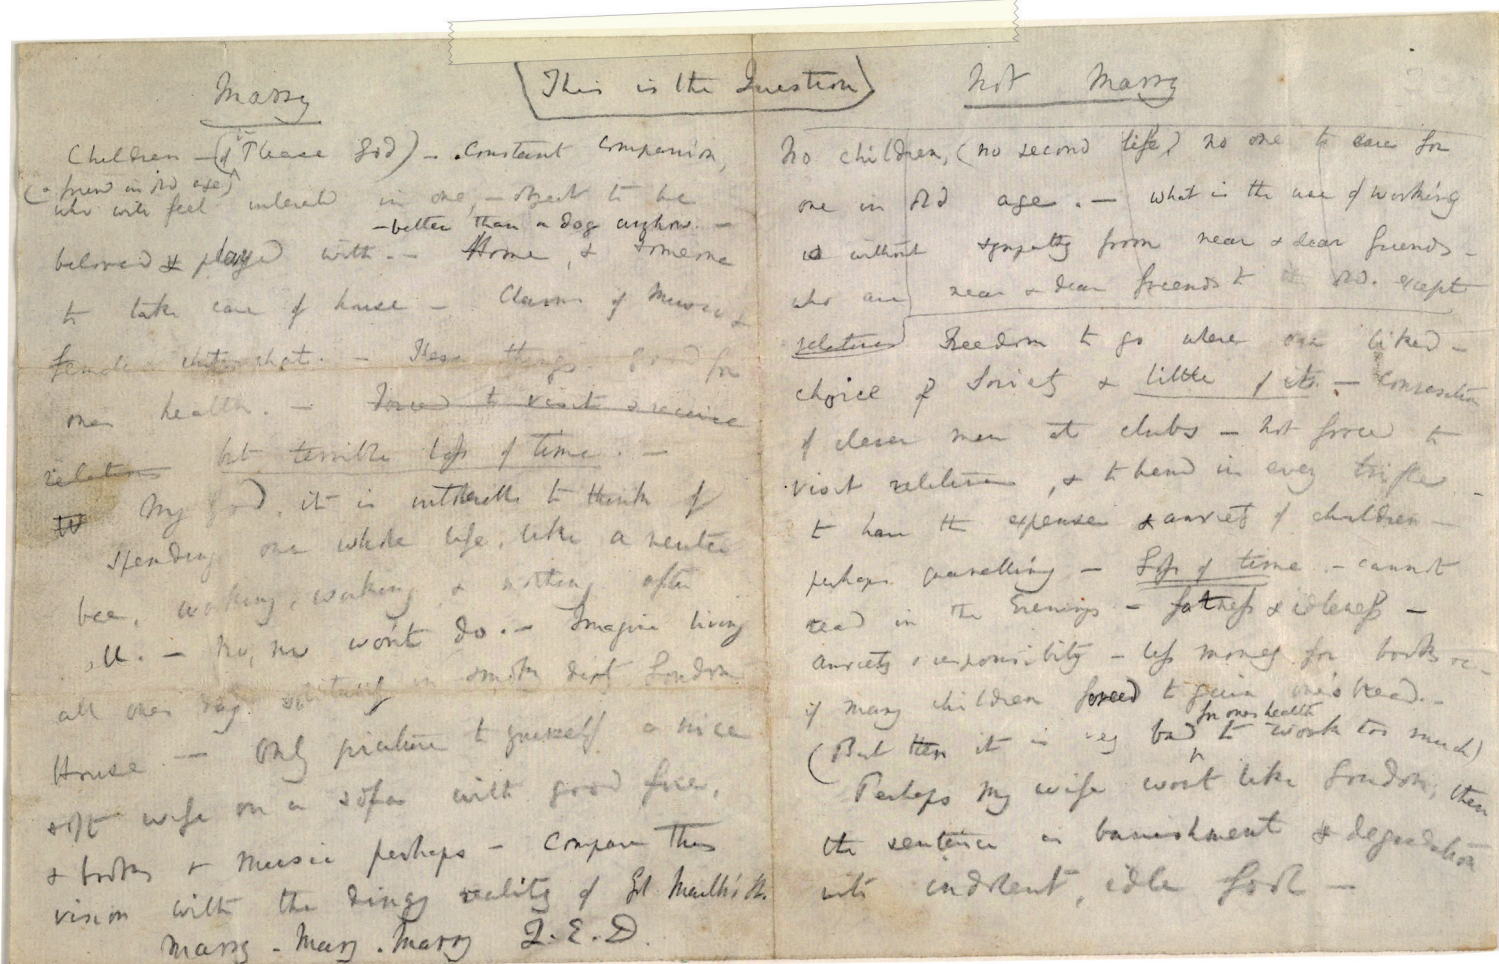 This is the Question
Marry
Children — (if it Please God) — Constant companion,
(& friend in old age)
who will feel interested in one, — object to be
— better than a dog anyhow. —
beloved & played with. — Home, & someone
to take care of house — Charms of music &
female chit-chat. — These things good for
ones health. — Forced to visit & receive
relations but terrible loss of time. —
My God, it is intolerable to think of
spending ones whole life, like a neuter
bee, working, working, & nothing after
all. — No, no won't do. — Imagine living
all ones day solitarily in smoky dirty London
House. — Only picture to yourself a nice
soft wife on a sofa with good fire,
& books & music perhaps — Compare this
vision with the dingy reality of Gt. Marlbro' St.
Marry — Mary — Marry Q.E.D.
Not Marry
No children, (no second life), no one to care for
one in old age. — What is the use of working
without sympathy from near & dear friends —
who are near & dear friends to the old, except
relatives Freedom to go where one liked —
choice of Society & little of it. — Conversation
of clever men at clubs — Not forced to
visit relatives, & to bend in every trifle —
to have the expense & anxiety of children —
perhaps quarelling — Loss of time. — cannot
read in the Evenings — fatness & idleness —
Anxiety & responsibility — less money for books &c —
if many children forced to gain one's bread. —
(But then it is very bad for ones health to work too much)
Perhaps my wife won't like London; then
the sentence is banishment & degradation
into indolent, idle fool —